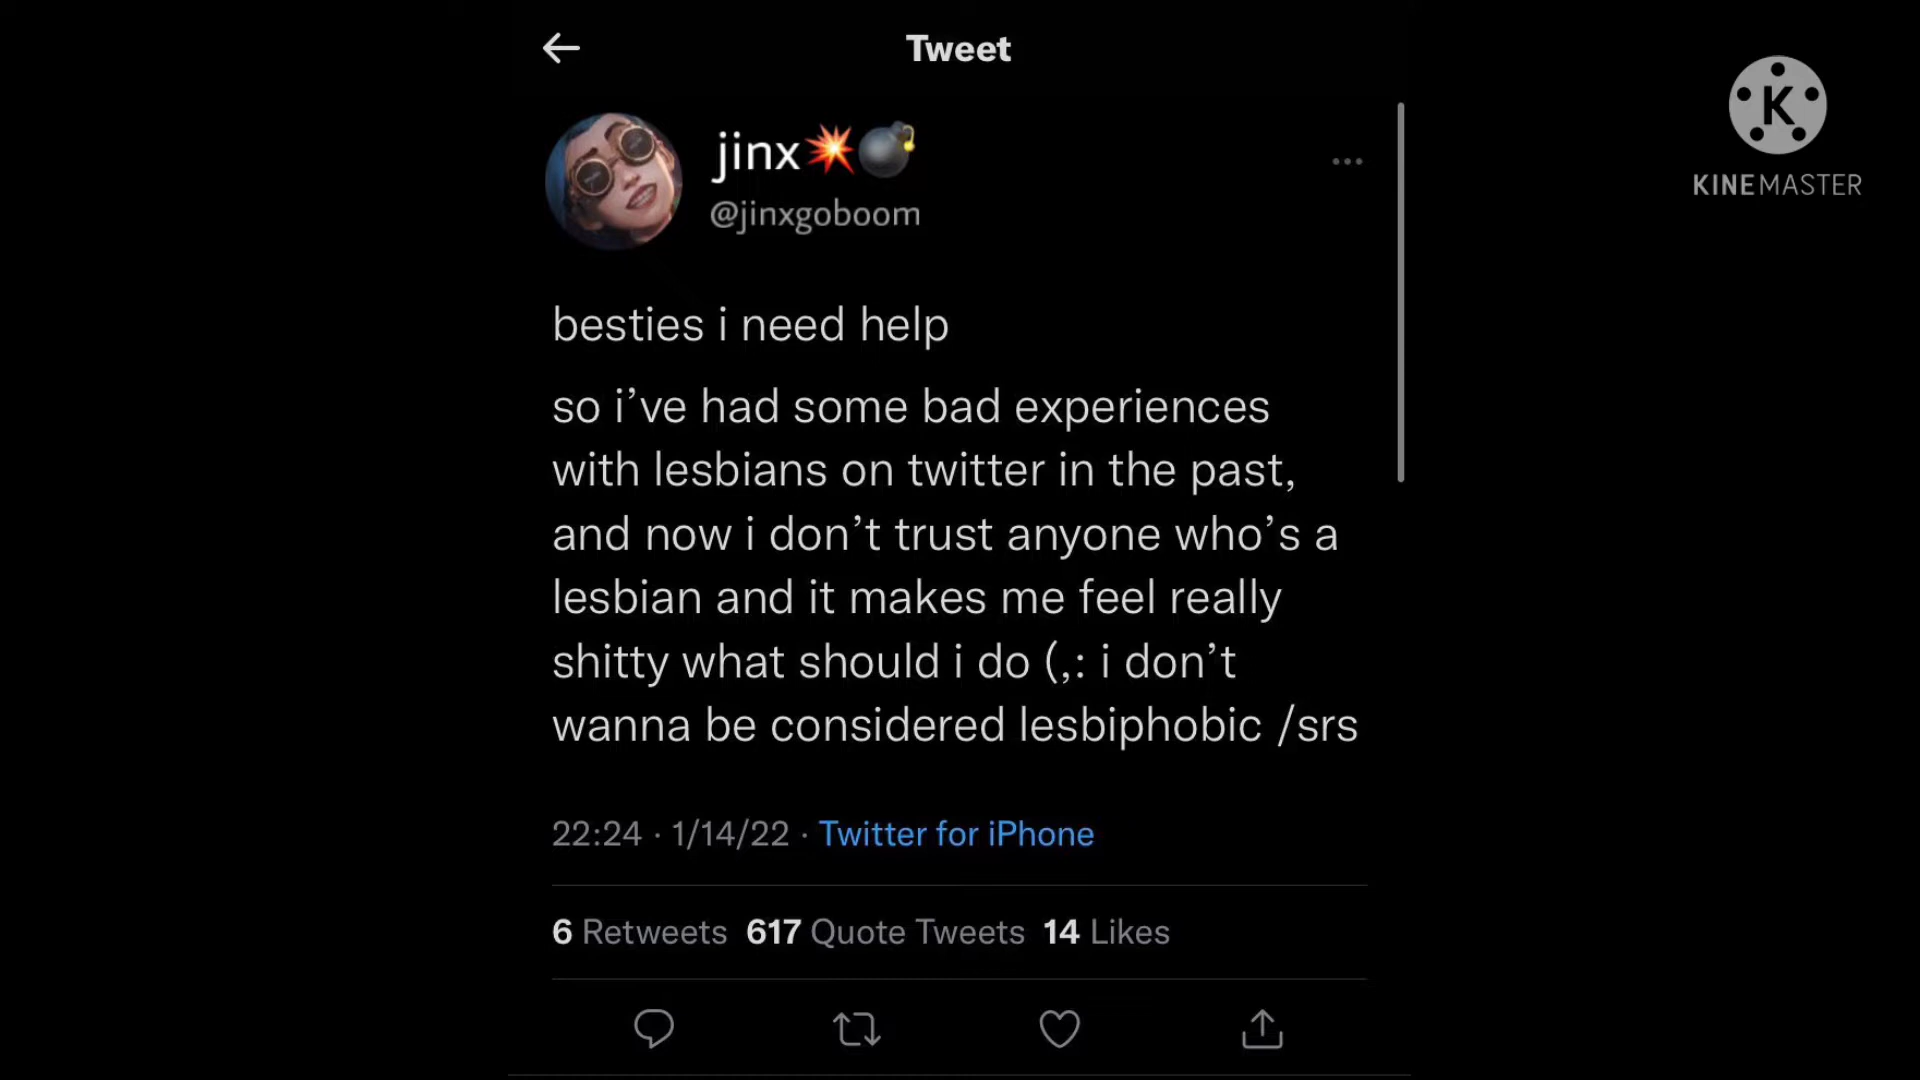 Tweet
jinx💥💣
@jinxgoboom
K
KINEMASTER
besties i need help
so i’ve had some bad experiences
with lesbians on twitter in the past,
and now i don’t trust anyone who’s a
lesbian and it makes me feel really
shitty what should i do (,: i don’t
wanna be considered lesbiphobic /srs
22:24 · 1/14/22 · Twitter for iPhone
6 Retweets 617 Quote Tweets 14 Likes